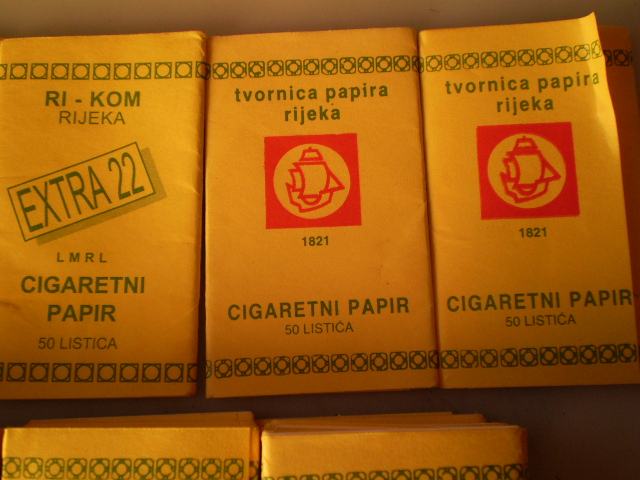 RI - KOM
RIJEKA
EXTRA 22
LMRL
CIGARETNI
PAPIR
50 LISTICA
tvornica papira
rijeka
1821
CIGARETNI PAPIR
50 LISTIĆA
tvornica papira
rijeka
1821
CIGARETNI PAPIR
50 LISTIĆA